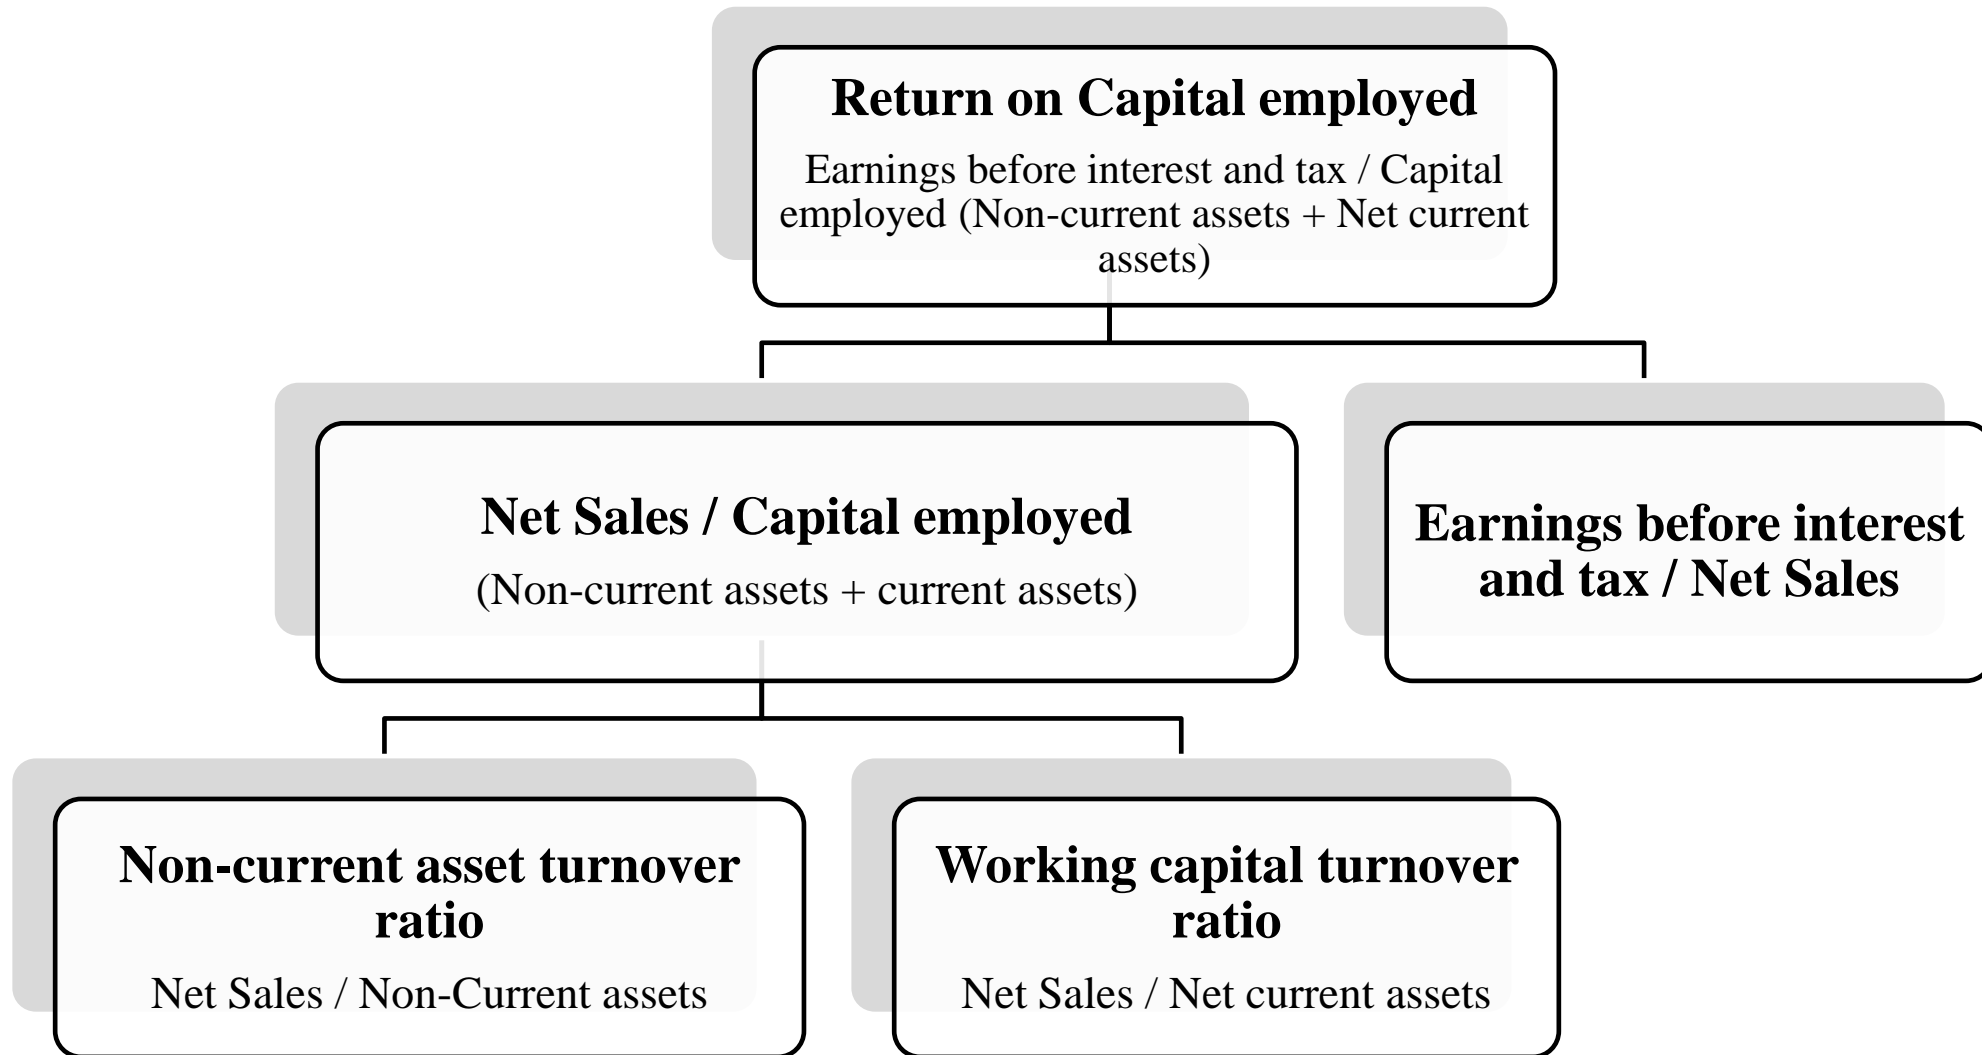 Return on Capital employed
Earnings before interest and tax / Capital
employed (Non-current assets + Net current
assets)
Net Sales / Capital employed
(Non-current assets + current assets)
Earnings before interest
and tax / Net Sales
Non-current asset turnover
ratio
Net Sales / Non-Current assets
Working capital turnover
ratio
Net Sales / Net current assets